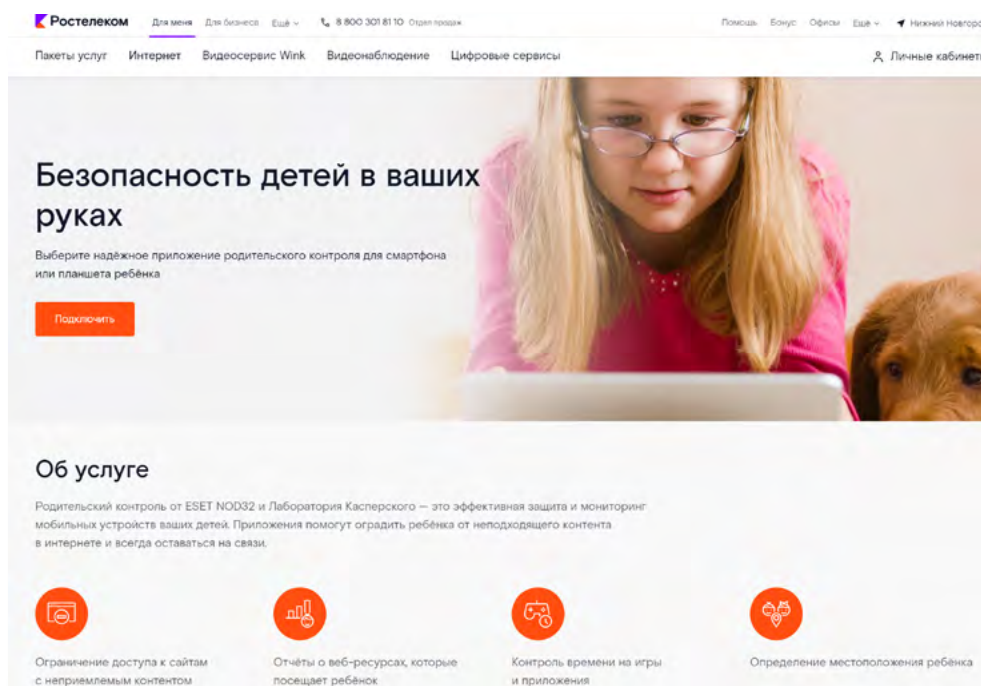 Ростелеком Для меня Для бизнеса Ещё 8 800 301 81 10 Отдел продаж Помощь Бонус Офисы Ещё Нижний Новгоро
Пакеты услуг Интернет Видеосервис Wink Видеонаблюдение Цифровые сервисы Личные кабинет
Безопасность детей в ваших
руках
Выберите надёжное приложение родительского контроля для смартфона
или планшета ребёнка
Подключить
Об услуге
Родительский контроль от ESET NOD32 и Лаборатория Касперского — это эффективная защита и мониторинг
мобильных устройств ваших детей. Приложения помогут оградить ребёнка от неподходящего контента
в интернете и всегда оставаться на связи.
Ограничение доступа к сайтам
с неприемлемым контентом
Отчёты о веб-ресурсах, которые
посещает ребёнок
Контроль времени на игры
и приложения
Определение местоположения ребёнка